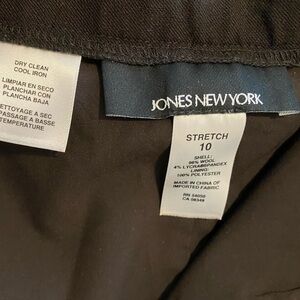 DRY CLEAN
COOL IRON
LIMPIAR EN SECO
PLANCHAR CON
PLANCHA BAJA
NETTOYAGE A SEC
REPASSAGE A BASSE
TEMPERATURE
JONES NEW YORK
STRETCH
10
SHELL:
96% WOOL
4% LYCRA®SPANDEX
LINING:
100% POLYESTER
MADE IN CHINA OF
IMPORTED FABRIC
RN 54050
CA 58349